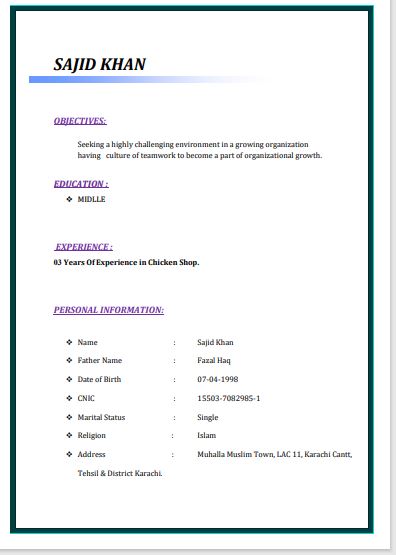 SAJID KHAN
OBJECTIVES:
Seeking a highly challenging environment in a growing organization
having culture of teamwork to become a part of organizational growth.
EDUCATION :
❖ MIDLLE
EXPERIENCE :
03 Years Of Experience in Chicken Shop.
PERSONAL INFORMATION:
❖ Name : Sajid Khan
❖ Father Name : Fazal Haq
❖ Date of Birth : 07-04-1998
❖ CNIC : 15503-7082985-1
❖ Marital Status : Single
❖ Religion : Islam
❖ Address : Muhalla Muslim Town, LAC 11, Karachi Cantt,
Tehsil & District Karachi.